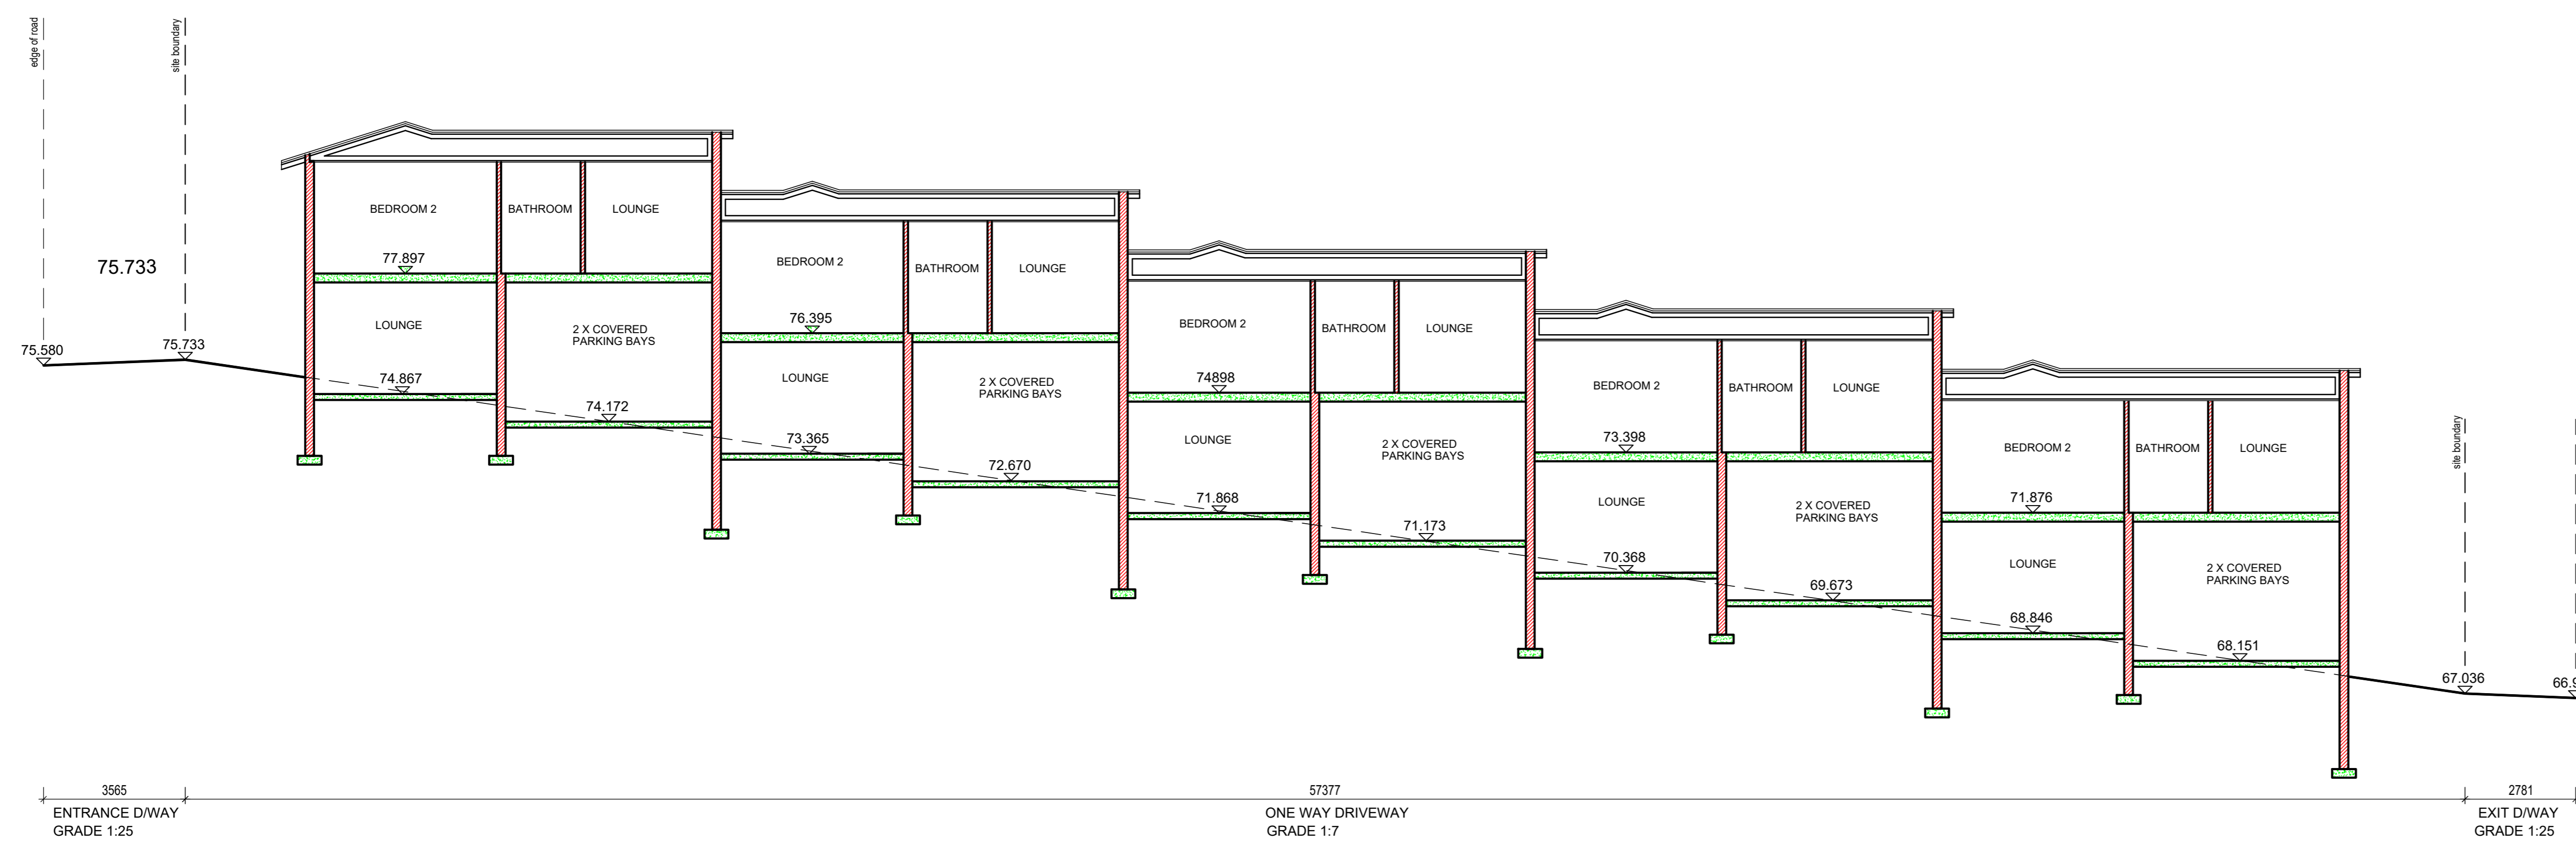 edge of road
site boundary
75.733
75.580
75.733
BEDROOM 2
BATHROOM
LOUNGE
77.897
LOUNGE
2 X COVERED
PARKING BAYS
74.867
74.172
BEDROOM 2
BATHROOM
LOUNGE
76.395
LOUNGE
2 X COVERED
PARKING BAYS
73.365
72.670
BEDROOM 2
BATHROOM
LOUNGE
74898
LOUNGE
2 X COVERED
PARKING BAYS
71.868
71.173
BEDROOM 2
BATHROOM
LOUNGE
73.398
LOUNGE
2 X COVERED
PARKING BAYS
70.368
69.673
BEDROOM 2
BATHROOM
LOUNGE
71.876
LOUNGE
2 X COVERED
PARKING BAYS
68.846
68.151
site boundary
67.036
66.9
3565
57377
2781
ENTRANCE D/WAY
GRADE 1:25
ONE WAY DRIVEWAY
GRADE 1:7
EXIT D/WAY
GRADE 1:25